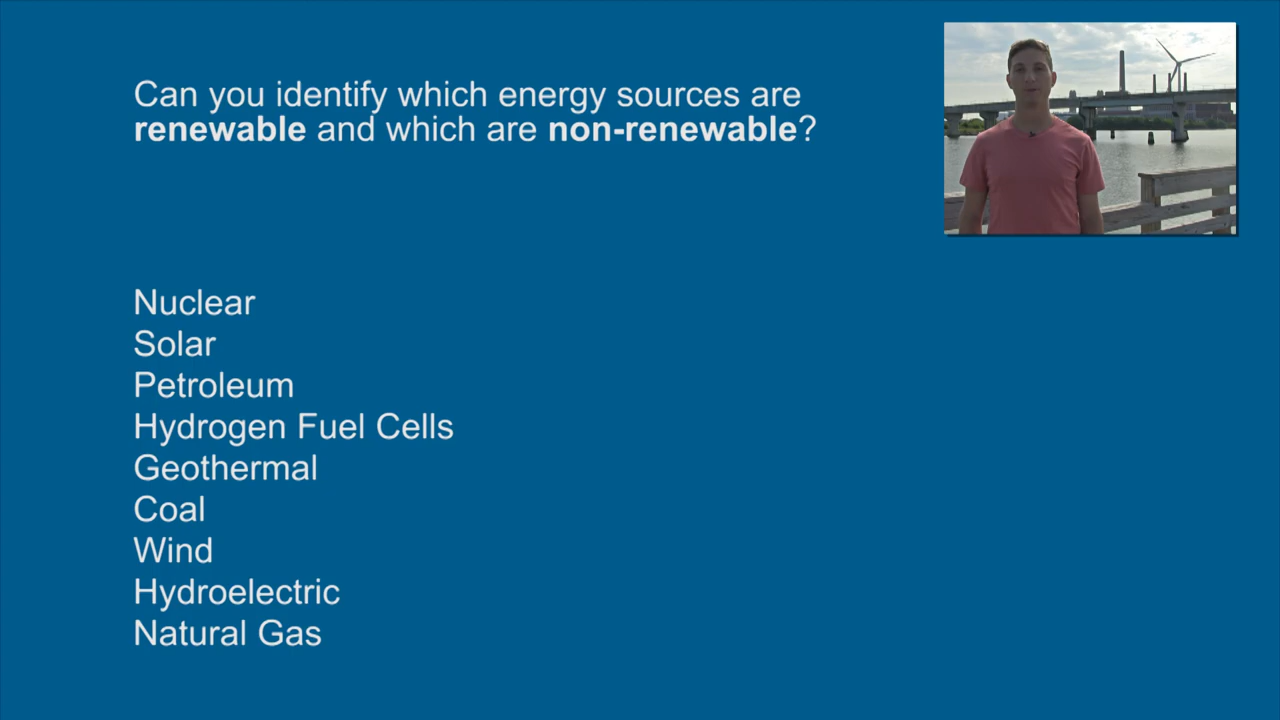 Can you identify which energy sources are
renewable and which are non-renewable?
Nuclear
Solar
Petroleum
Hydrogen Fuel Cells
Geothermal
Coal
Wind
Hydroelectric
Natural Gas